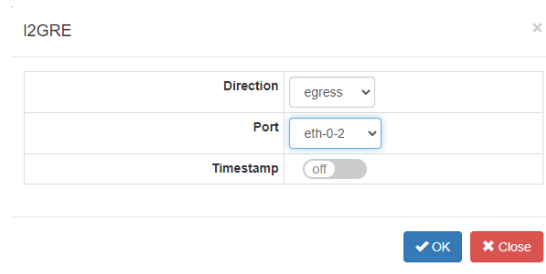 l2GRE
×
Direction egress
Port eth-0-2
Timestamp off
OK Close